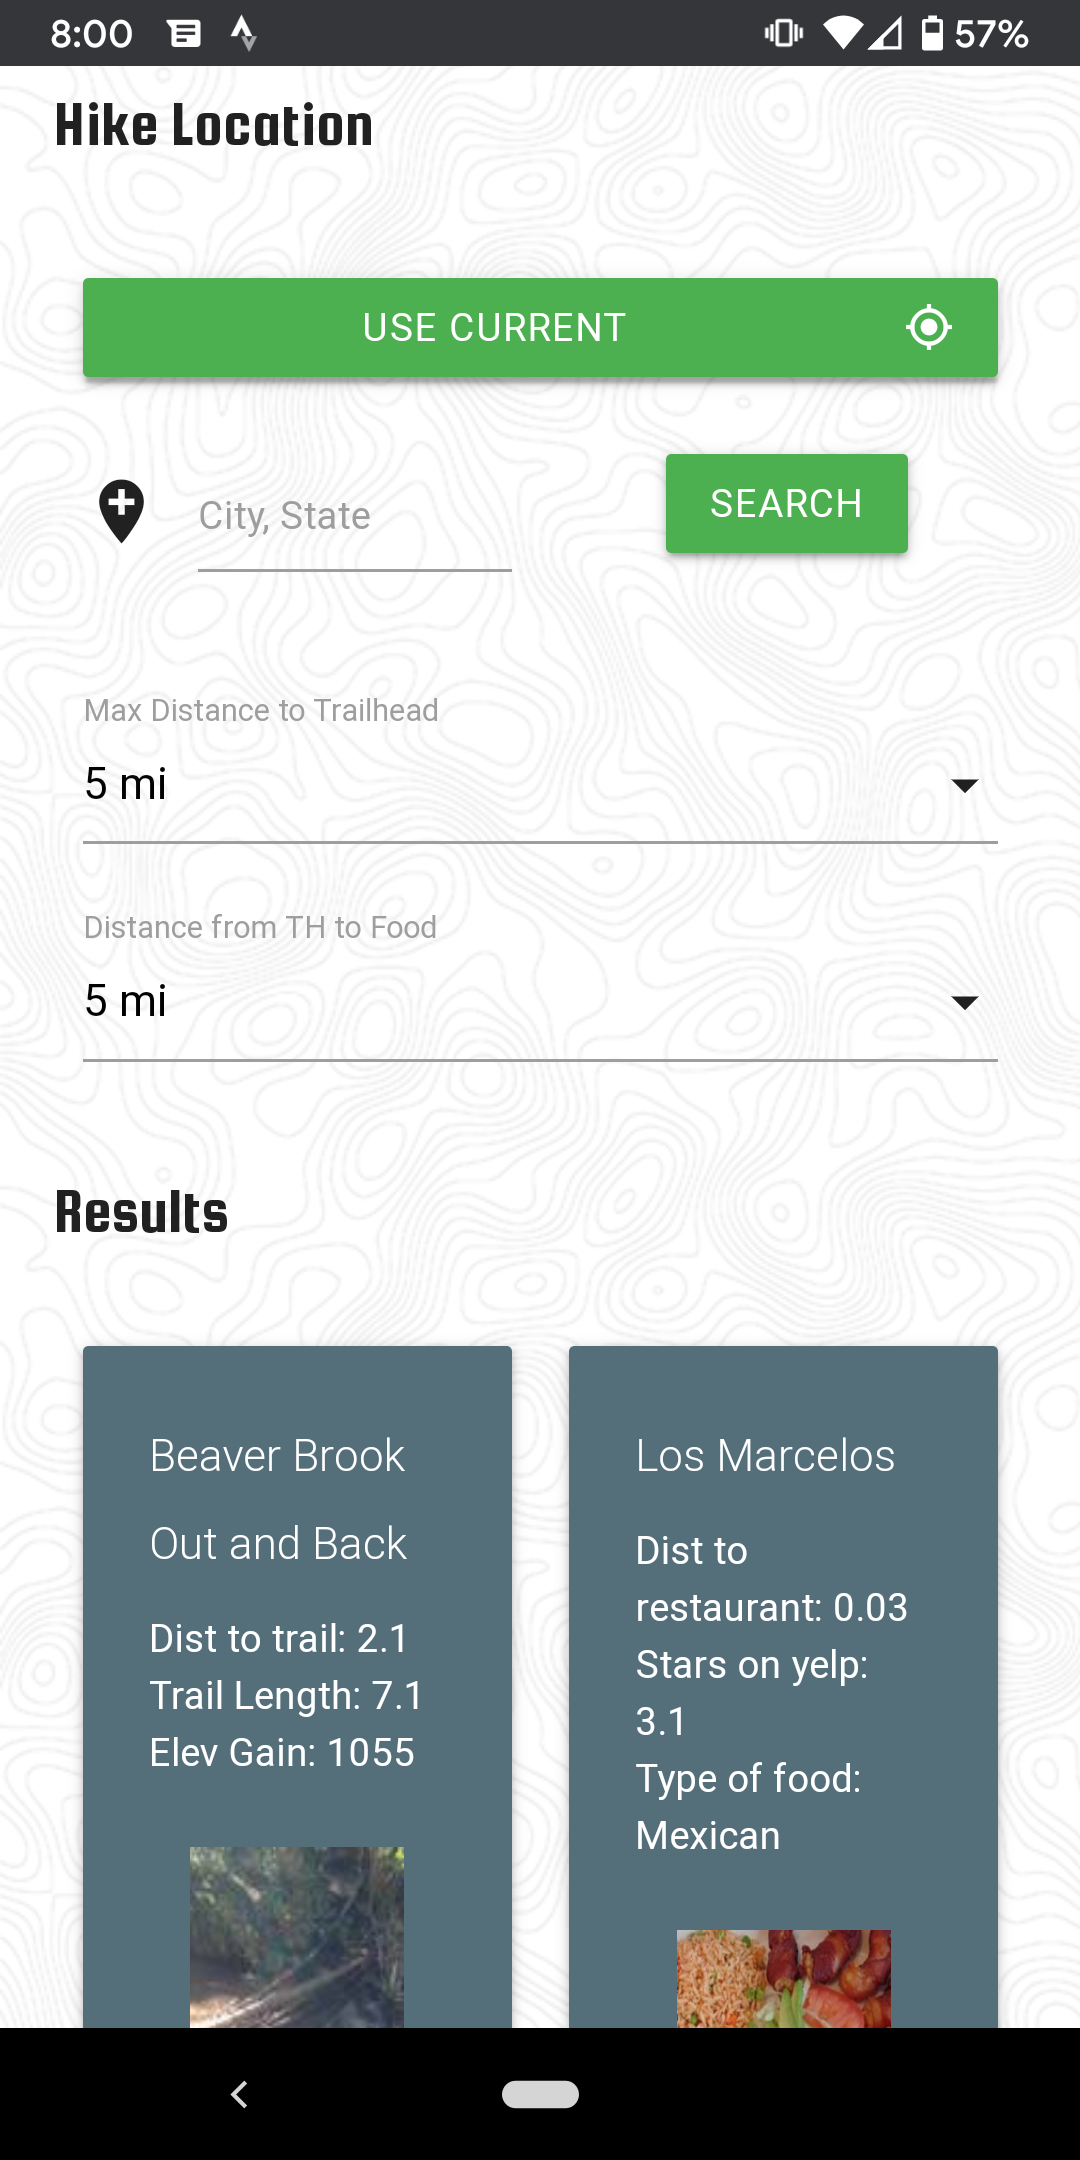 8:00 57%
Hike Location
USE CURRENT
City, State
SEARCH
Max Distance to Trailhead
5 mi
Distance from TH to Food
5 mi
Results
Beaver Brook
Out and Back
Dist to trail: 2.1
Trail Length: 7.1
Elev Gain: 1055
Los Marcelos
Dist to
restaurant: 0.03
Stars on yelp:
3.1
Type of food:
Mexican